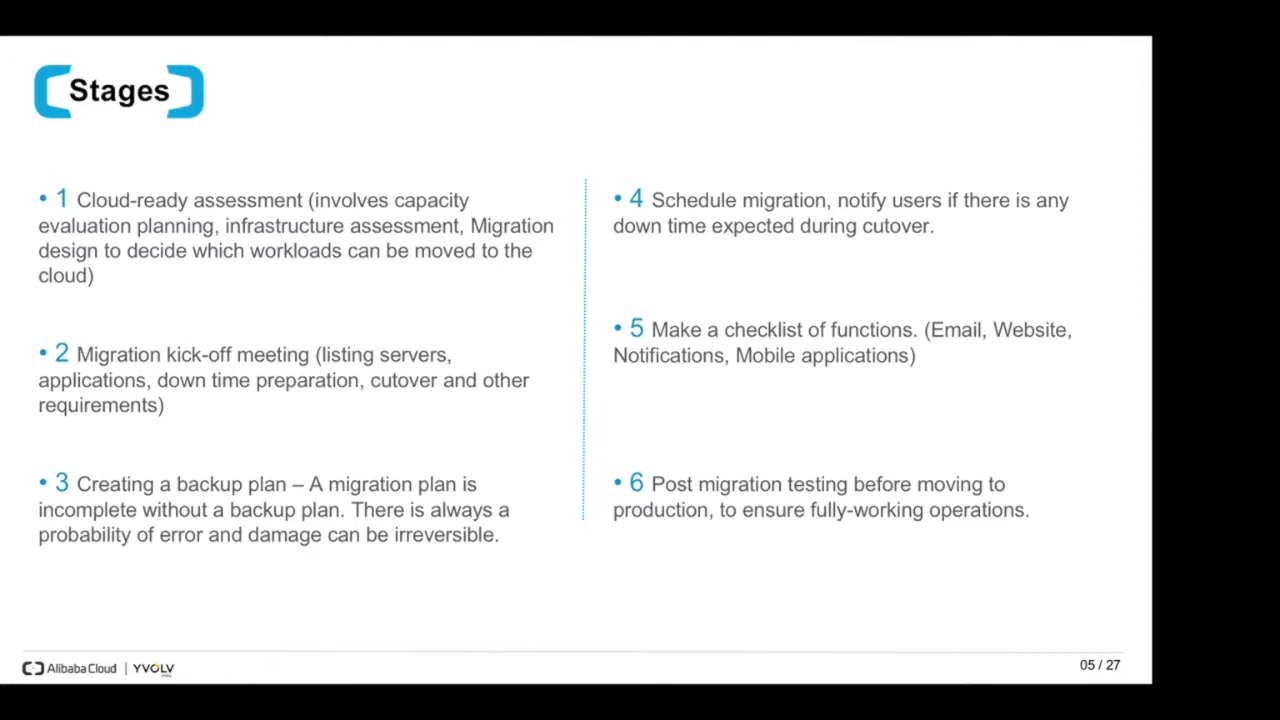 Stages
• 1 Cloud-ready assessment (involves capacity
evaluation planning, infrastructure assessment, Migration
design to decide which workloads can be moved to the
cloud)
• 2 Migration kick-off meeting (listing servers,
applications, down time preparation, cutover and other
requirements)
• 3 Creating a backup plan – A migration plan is
incomplete without a backup plan. There is always a
probability of error and damage can be irreversible.
• 4 Schedule migration, notify users if there is any
down time expected during cutover.
• 5 Make a checklist of functions. (Email, Website,
Notifications, Mobile applications)
• 6 Post migration testing before moving to
production, to ensure fully-working operations.
Alibaba Cloud | YVOLV
05 / 27